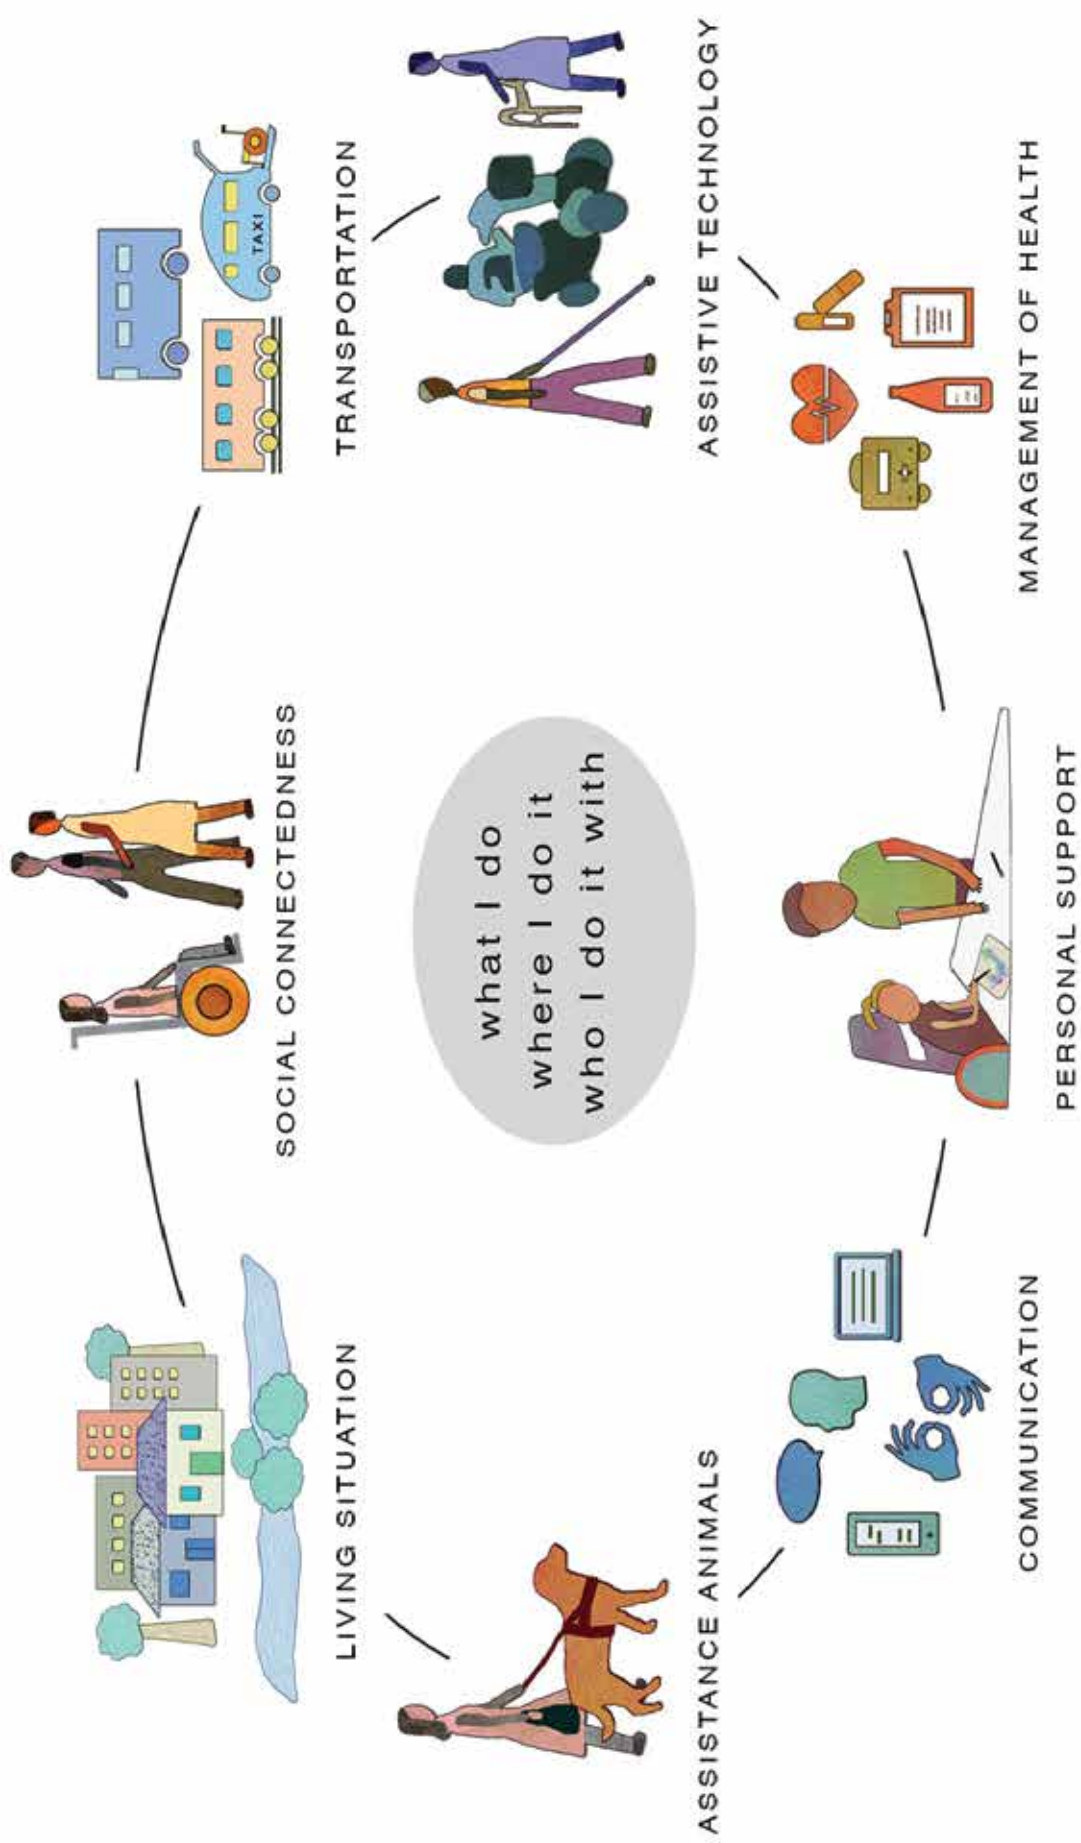 SOCIAL CONNECTEDNESS
TRANSPORTATION
TAXI
ASSISTIVE TECHNOLOGY
MANAGEMENT OF HEALTH
PERSONAL SUPPORT
COMMUNICATION
ASSISTANCE ANIMALS
LIVING SITUATION
what I do
where I do it
who I do it with